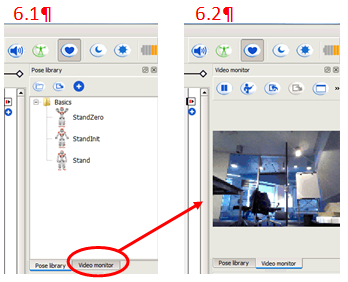 6.1¶
6.2¶
Pose library
Basics
StandZero
StandInit
Stand
Pose library
Video monitor
Video monitor
»
Pose library
Video monitor